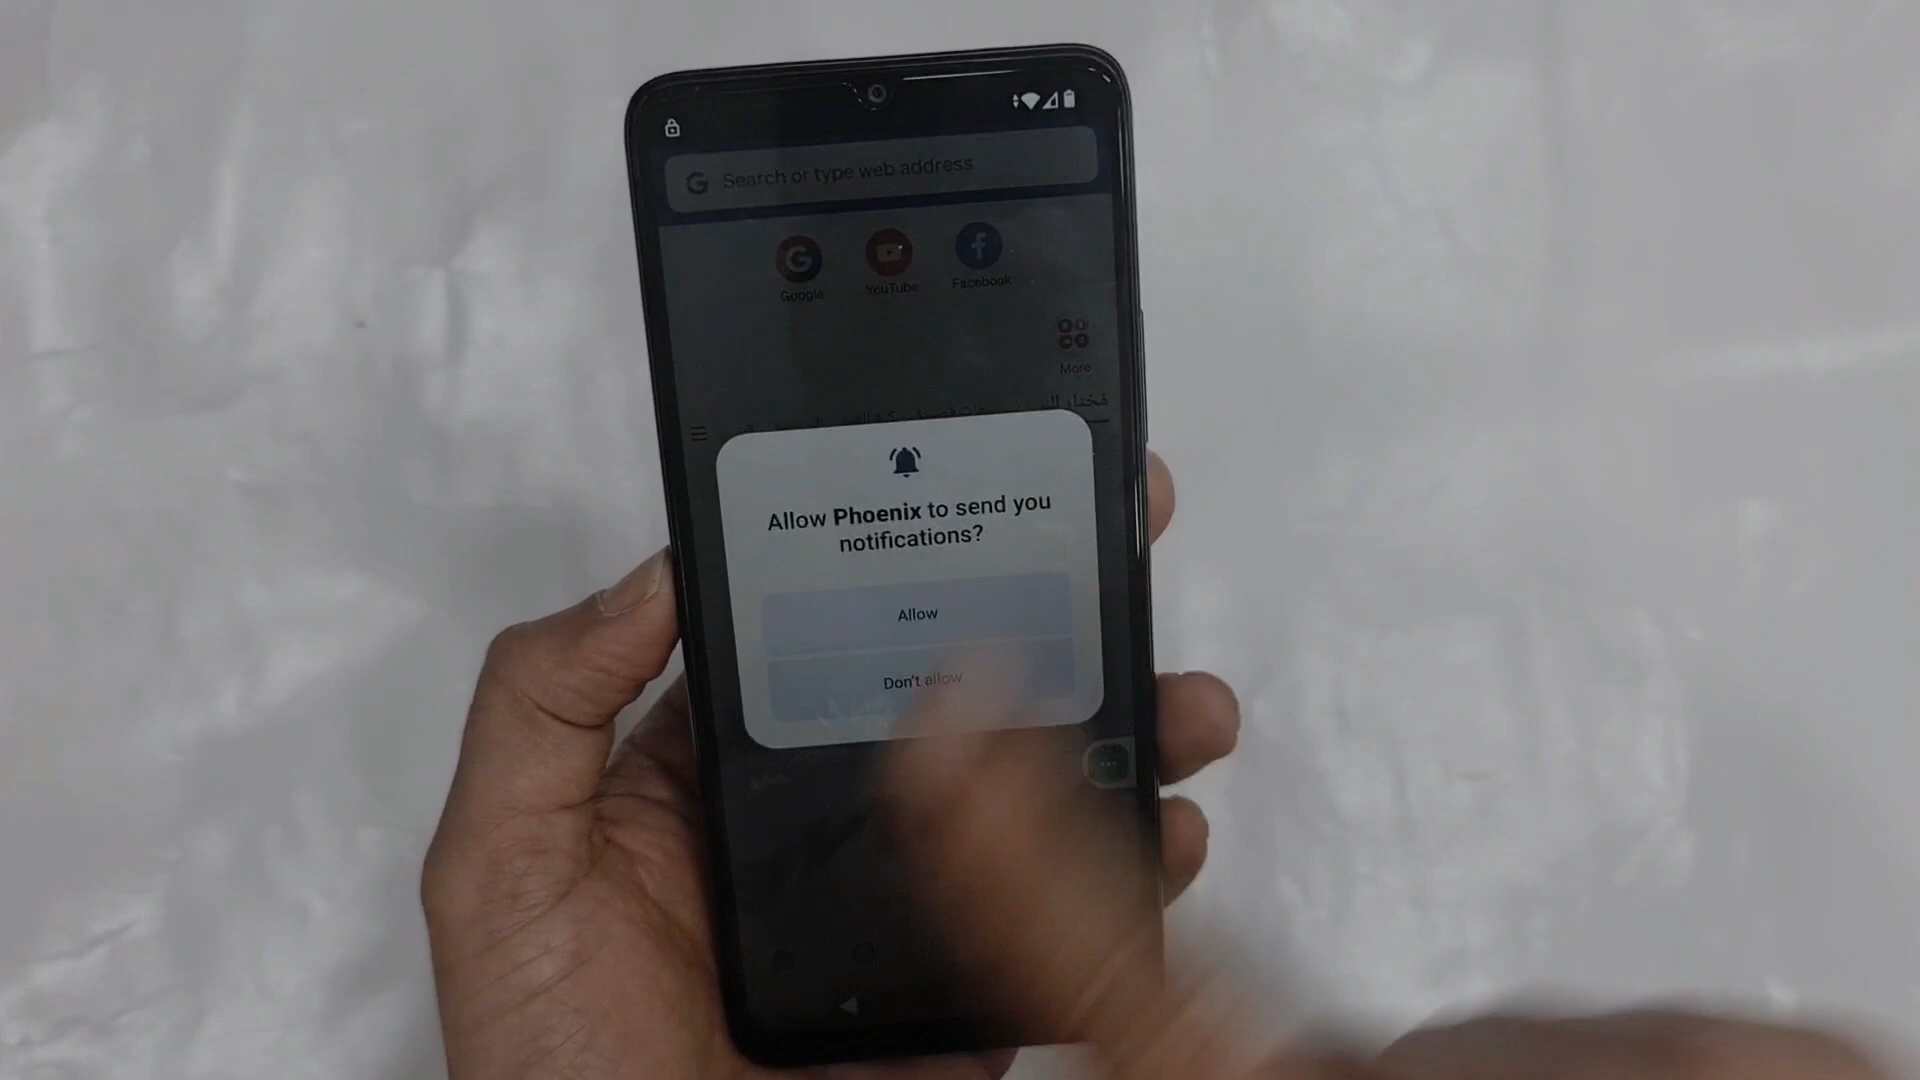 Search or type web address
Google
YouTube
Facebook
More
Allow Phoenix to send you
notifications?
Allow
Don't allow